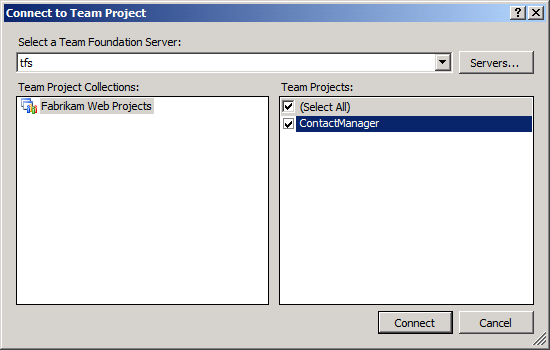 Connect to Team Project
Select a Team Foundation Server:
tfs
Servers...
Team Project Collections:
Team Projects:
Fabrikam Web Projects
(Select All)
ContactManager
Connect
Cancel